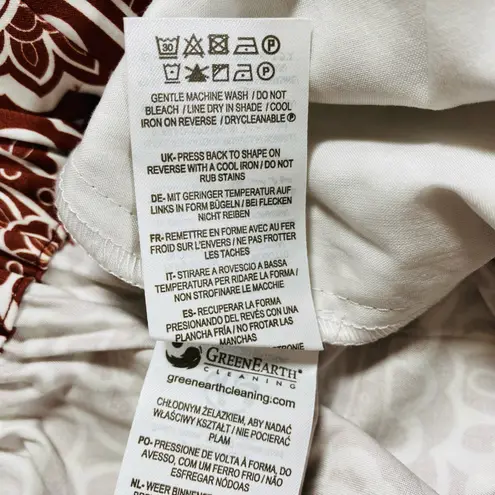 30 P
P
GENTLE MACHINE WASH / DO NOT
BLEACH / LINE DRY IN SHADE / COOL
IRON ON REVERSE / DRYCLEANABLE Ⓟ
UK- PRESS BACK TO SHAPE ON
REVERSE WITH A COOL IRON / DO NOT
RUB STAINS
DE- MIT GERINGER TEMPERATUR AUF
LINKS IN FORM BÜGELN / BEI FLECKEN
NICHT REIBEN
FR- REMETTRE EN FORME AVEC AU FER
FROID SUR L'ENVERS / NE PAS FROTTER
LES TACHES
IT- STIRARE A ROVESCIO A BASSA
TEMPERATURA PER RIDARE LA FORMA /
NON STROFINARE LE MACCHIE
ES- RECUPERAR LA FORMA
PRESIONANDO DEL REVÉS CON UNA
PLANCHA FRÍA / NO FROTAR LAS
MANCHAS
GREENEARTH®
CLEANING
greenearthcleaning.com
CHŁODNYM ŻELAZKIEM, ABY NADAĆ
WŁAŚCIWY KSZTAŁT / NIE POCIERAĆ
PLAM
PO- PRESSIONE DE VOLTA À FORMA, DO
AVESSO, COM UM FERRO FRIO / NÃO
ESFREGAR NÓDOAS
NL- WEER BINNENS